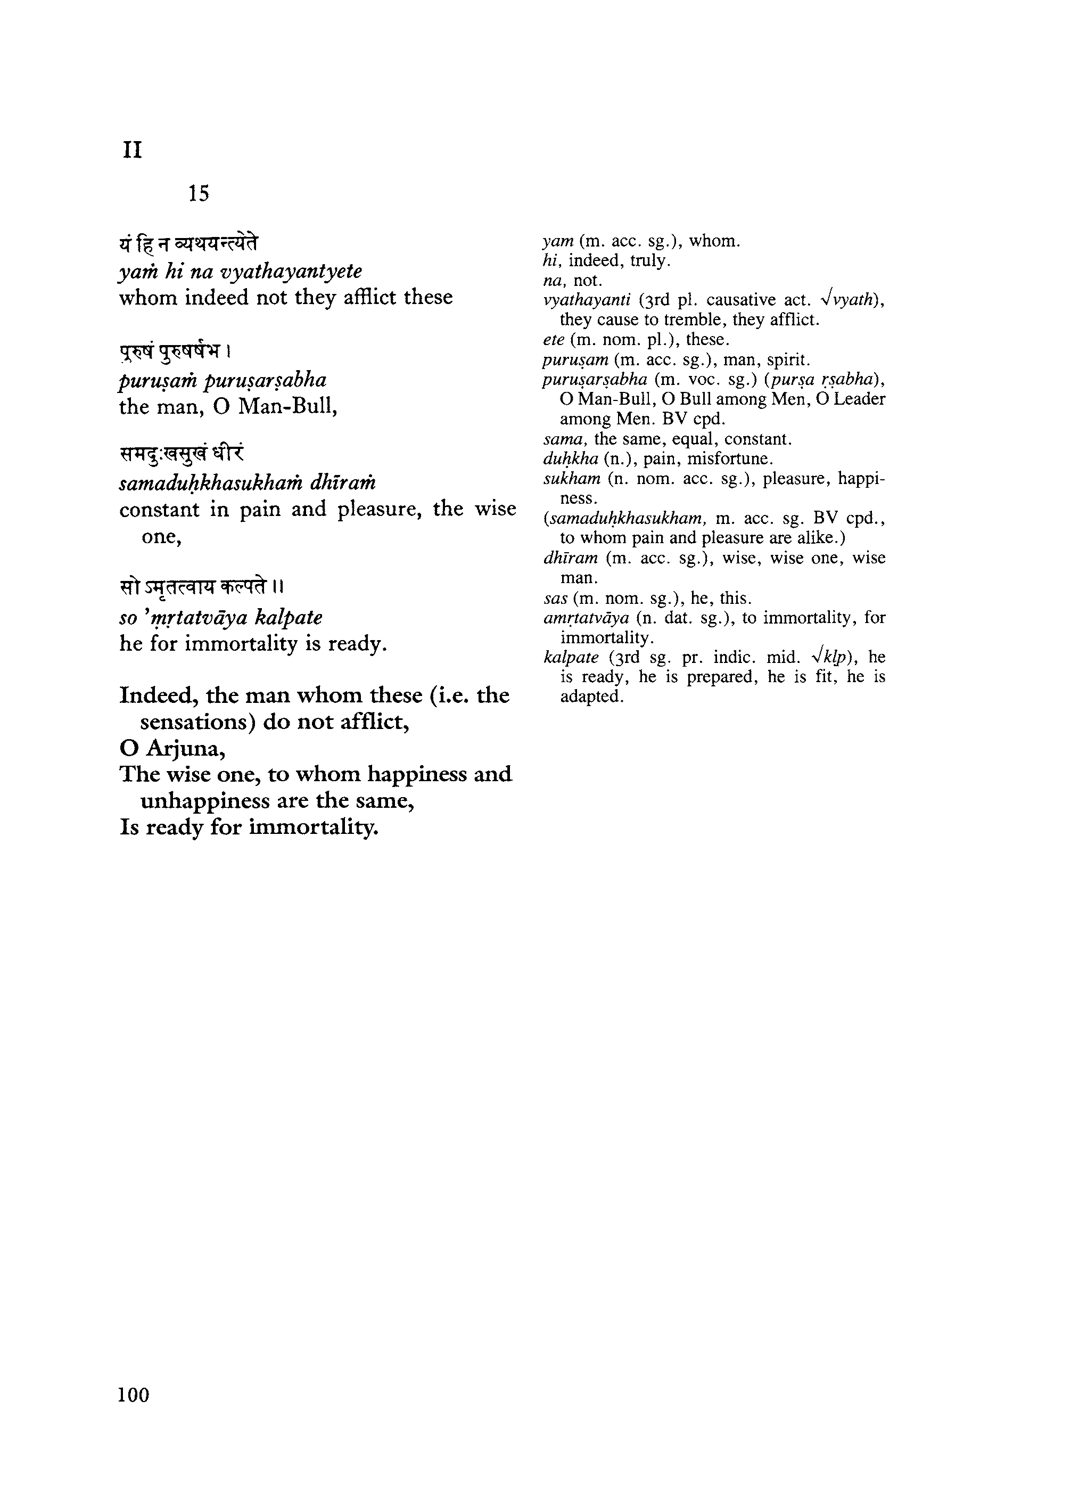 II
15
यं हि न व्यथयन्त्येते
yaṁ hi na vyathayantyete
whom indeed not they afflict these
पुरुषं पुरुषर्षभ ।
puruṣaṁ puruṣarṣabha
the man, O Man-Bull,
समदुःखसुखं धीरं
samaduḥkhasukhaṁ dhīraṁ
constant in pain and pleasure, the wise
one,
सो ऽमृतत्वाय कल्पते ॥
so 'ṃṛtatvāya kalpate
he for immortality is ready.
Indeed, the man whom these (i.e. the
sensations) do not afflict,
O Arjuna,
The wise one, to whom happiness and
unhappiness are the same,
Is ready for immortality.
yam (m. acc. sg.), whom.
hi, indeed, truly.
na, not.
vyathayanti (3rd pl. causative act. √vyath),
they cause to tremble, they afflict.
ete (m. nom. pl.), these.
puruṣam (m. acc. sg.), man, spirit.
puruṣarṣabha (m. voc. sg.) (purṣa ṛṣabha),
O Man-Bull, O Bull among Men, O Leader
among Men. BV cpd.
sama, the same, equal, constant.
duḥkha (n.), pain, misfortune.
sukham (n. nom. acc. sg.), pleasure, happi-
ness.
(samaduḥkhasukham, m. acc. sg. BV cpd.,
to whom pain and pleasure are alike.)
dhīram (m. acc. sg.), wise, wise one, wise
man.
sas (m. nom. sg.), he, this.
amṛtatvāya (n. dat. sg.), to immortality, for
immortality.
kalpate (3rd sg. pr. indic. mid. √kḷp), he
is ready, he is prepared, he is fit, he is
adapted.
100